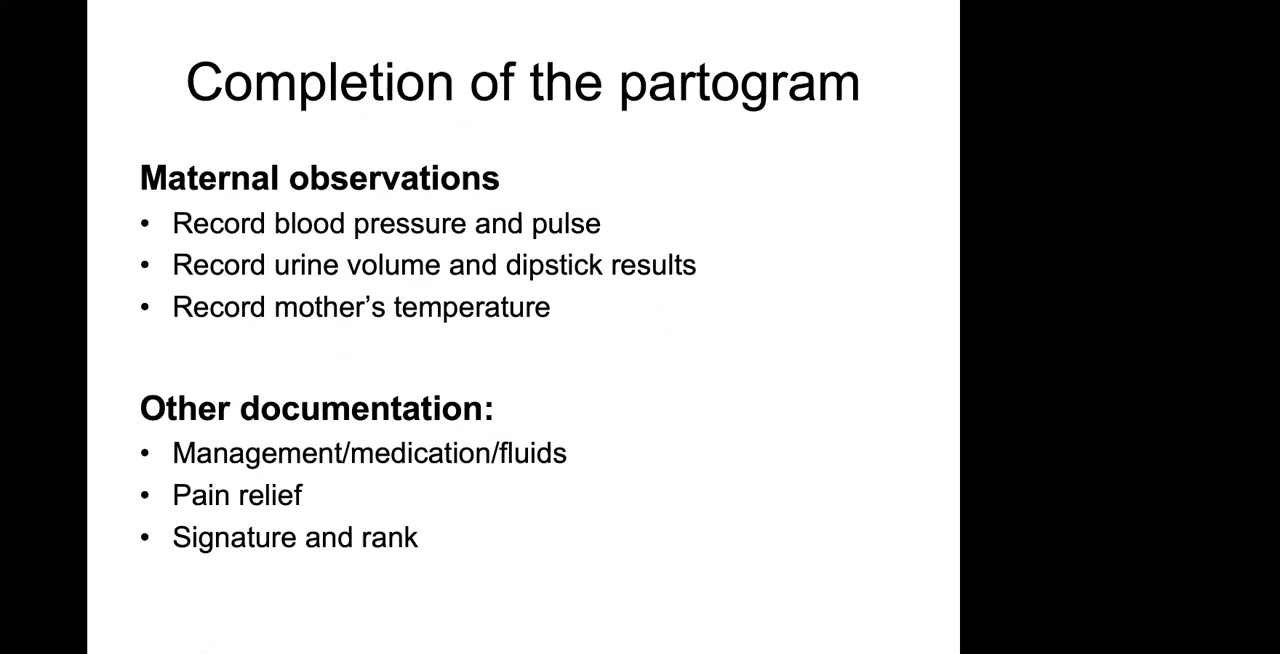 Completion of the partogram
Maternal observations
• Record blood pressure and pulse
• Record urine volume and dipstick results
• Record mother’s temperature
Other documentation:
• Management/medication/fluids
• Pain relief
• Signature and rank